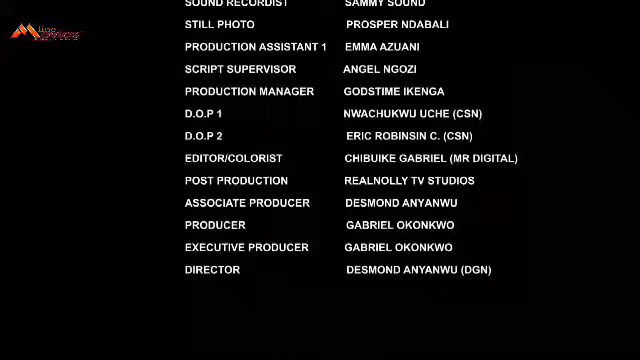 SOUND RECORDIST SAMMY SOUND
STILL PHOTO PROSPER NDABALI
PRODUCTION ASSISTANT 1 EMMA AZUANI
SCRIPT SUPERVISOR ANGEL NGOZI
PRODUCTION MANAGER GODSTIME IKENGA
D.O.P 1 NWACHUKWU UCHE (CSN)
D.O.P 2 ERIC ROBINSIN C. (CSN)
EDITOR/COLORIST CHIBUIKE GABRIEL (MR DIGITAL)
POST PRODUCTION REALNOLLY TV STUDIOS
ASSOCIATE PRODUCER DESMOND ANYANWU
PRODUCER GABRIEL OKONKWO
EXECUTIVE PRODUCER GABRIEL OKONKWO
DIRECTOR DESMOND ANYANWU (DGN)